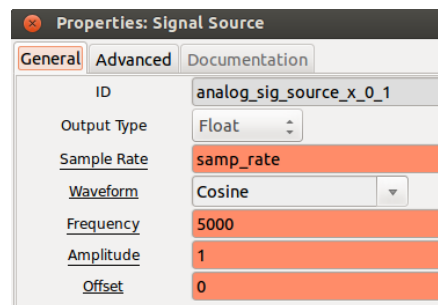 Properties: Signal Source
General Advanced Documentation
ID analog_sig_source_x_0_1
Output Type Float
Sample Rate samp_rate
Waveform Cosine
Frequency 5000
Amplitude 1
Offset 0